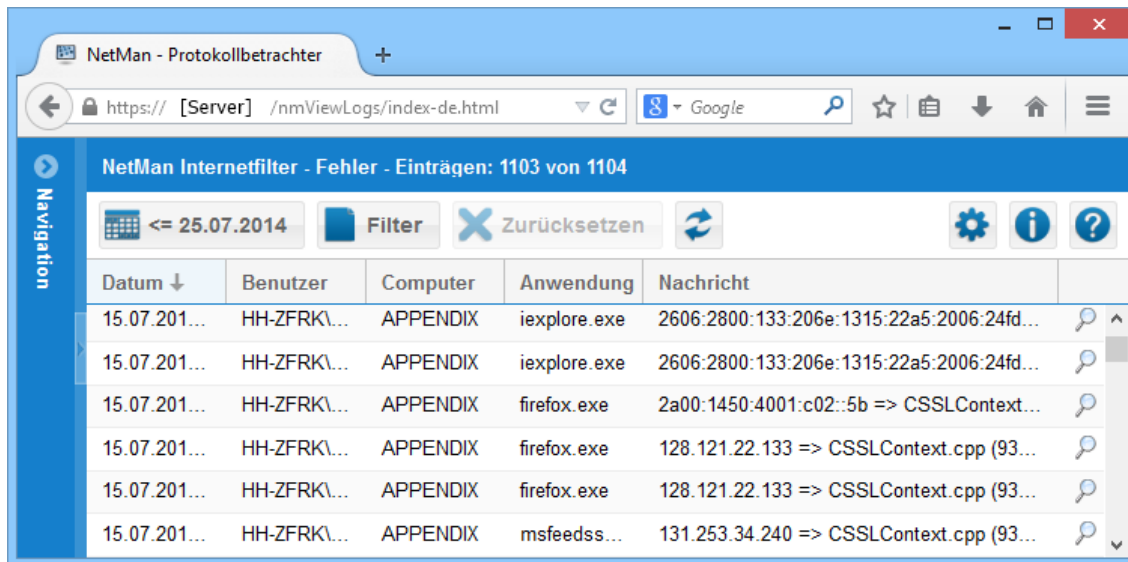 NetMan - Protokollbetrachter
https:// [Server] /nmViewLogs/index-de.html Google
Navigation
NetMan Internetfilter - Fehler - Einträgen: 1103 von 1104
<= 25.07.2014 Filter Zurücksetzen
Datum Benutzer Computer Anwendung Nachricht
15.07.201... HH-ZFRK\... APPENDIX iexplore.exe 2606:2800:133:206e:1315:22a5:2006:24fd...
15.07.201... HH-ZFRK\... APPENDIX iexplore.exe 2606:2800:133:206e:1315:22a5:2006:24fd...
15.07.201... HH-ZFRK\... APPENDIX firefox.exe 2a00:1450:4001:c02::5b => CSSLContext...
15.07.201... HH-ZFRK\... APPENDIX firefox.exe 128.121.22.133 => CSSLContext.cpp (93...
15.07.201... HH-ZFRK\... APPENDIX firefox.exe 128.121.22.133 => CSSLContext.cpp (93...
15.07.201... HH-ZFRK\... APPENDIX msfeedss... 131.253.34.240 => CSSLContext.cpp (93...